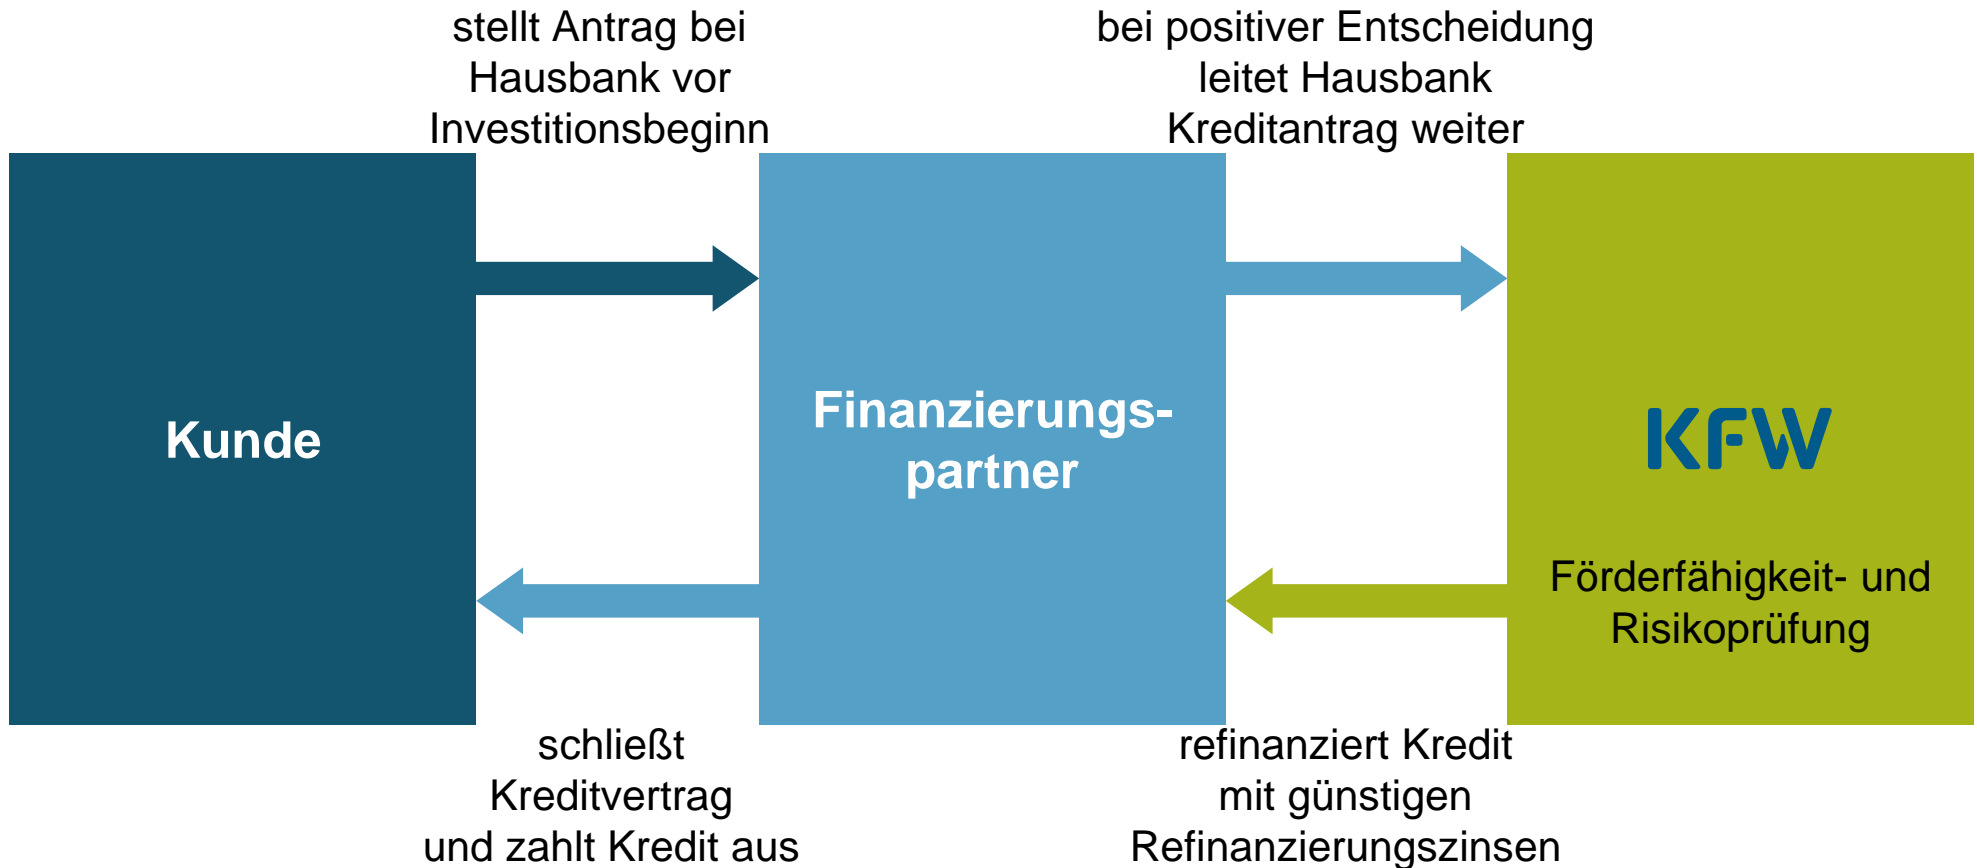 stellt Antrag bei
Hausbank vor
Investitionsbeginn
bei positiver Entscheidung
leitet Hausbank
Kreditantrag weiter
Kunde
Finanzierungs-
partner
KFW
Förderfähigkeit- und
Risikoprüfung
schließt
Kreditvertrag
und zahlt Kredit aus
refinanziert Kredit
mit günstigen
Refinanzierungszinsen